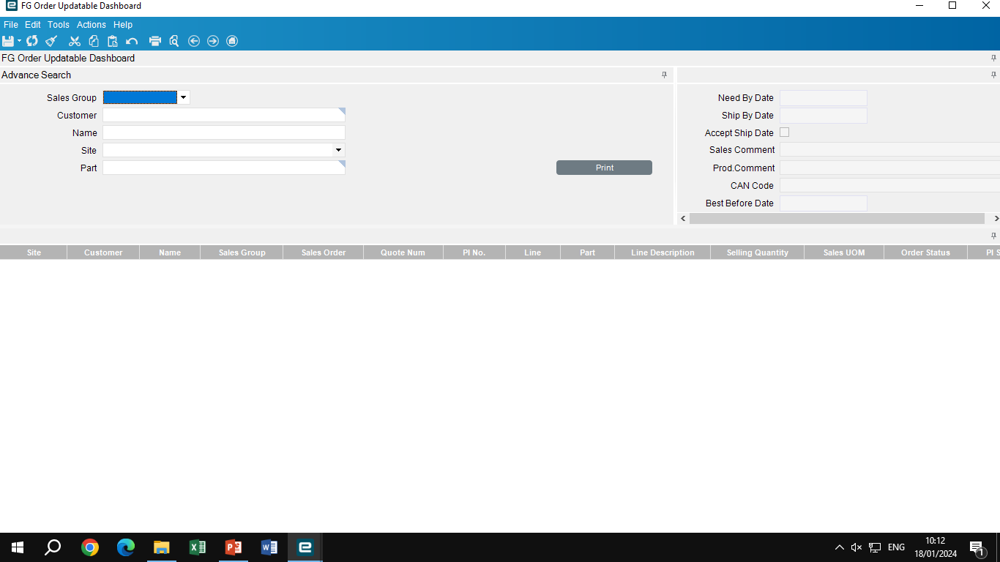 FG Order Updatable Dashboard
File Edit Tools Actions Help
FG Order Updatable Dashboard
Advance Search
Sales Group
Customer
Name
Site
Part
Print
Need By Date
Ship By Date
Accept Ship Date
Sales Comment
Prod.Comment
CAN Code
Best Before Date
Site Customer Name Sales Group Sales Order Quote Num PI No. Line Part Line Description Selling Quantity Sales UOM Order Status PI S
ENG
10:12
18/01/2024
1